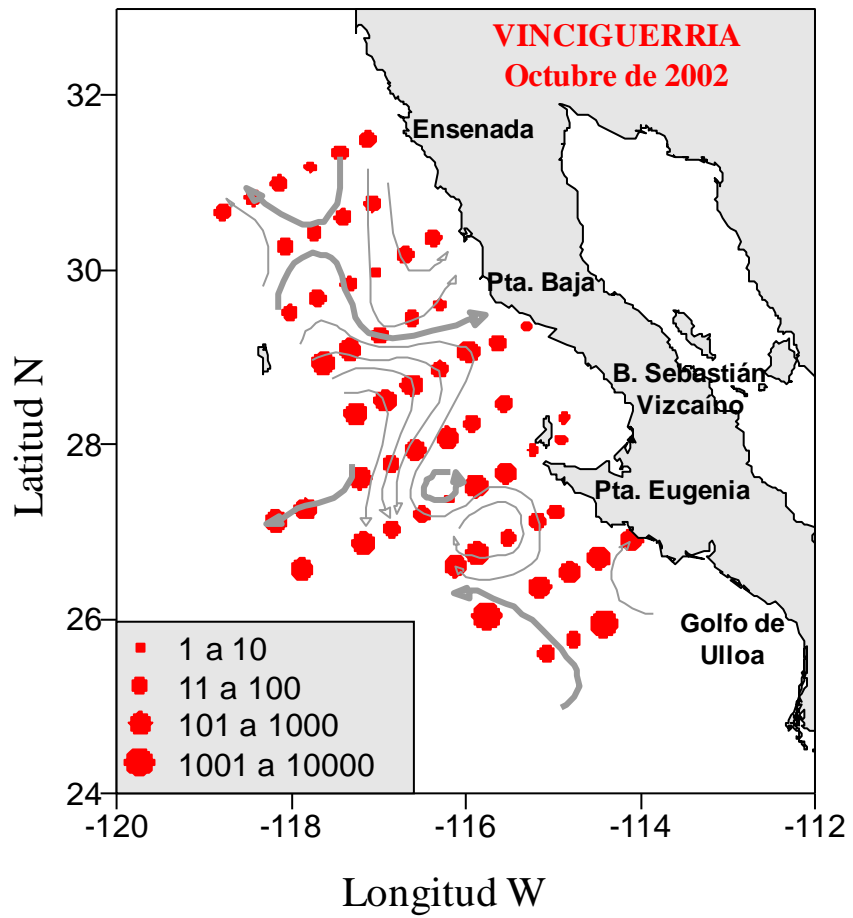 VINCIGUERRIA
Octubre de 2002
32
Ensenada
30
Pta. Baja
B. Sebastián
Vizcaíno
28
Pta. Eugenia
26
Golfo de
Ulloa
1 a 10
11 a 100
101 a 1000
1001 a 10000
24
-120
-118
-116
-114
-112
Latitud N
Longitud W